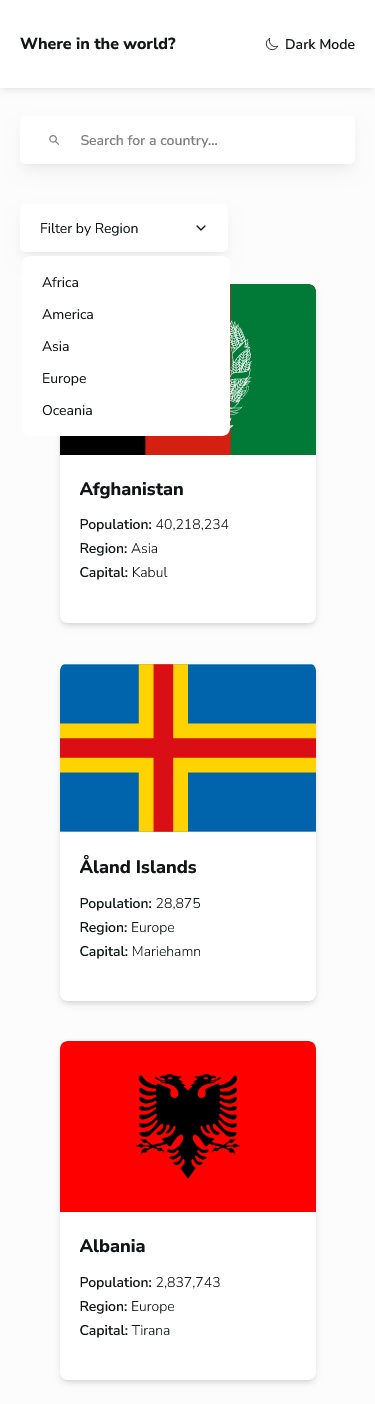 Where in the world?
Dark Mode
Search for a country...
Filter by Region
Africa
America
Asia
Europe
Oceania
Afghanistan
Population: 40,218,234
Region: Asia
Capital: Kabul
Åland Islands
Population: 28,875
Region: Europe
Capital: Mariehamn
Albania
Population: 2,837,743
Region: Europe
Capital: Tirana